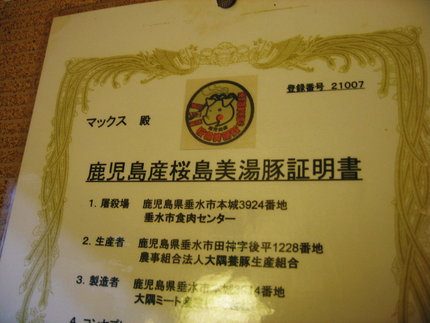 登録番号 21007
マックス 殿
鹿児島産桜島美湯豚証明書
1. 屠殺場 鹿児島県垂水市本城3924番地
垂水市食肉センター
2. 生産者 鹿児島県垂水市田神字後平1228番地
農事組合法人大隅養豚生産組合
3. 製造者 鹿児島県垂水市
大隅ミート